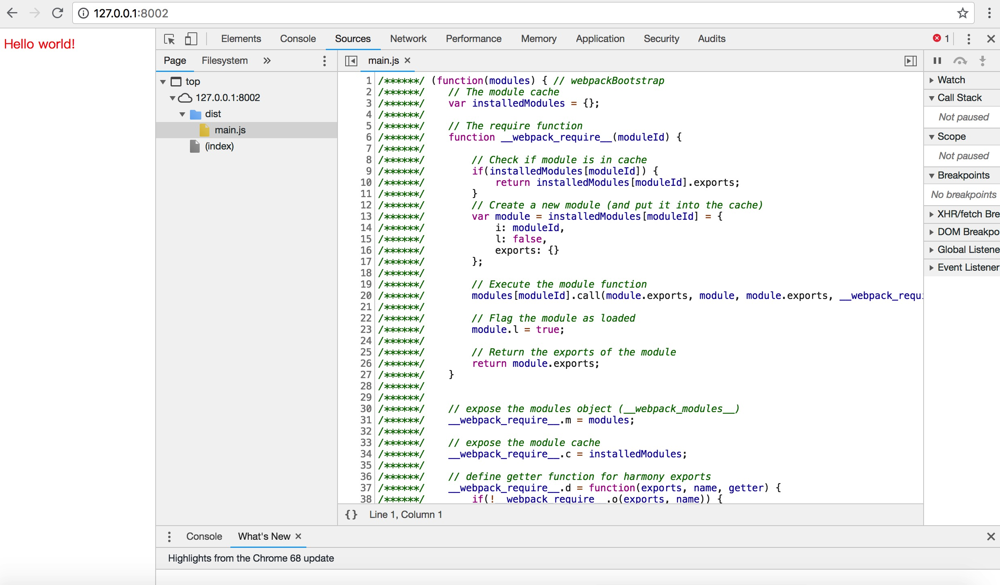 127.0.0.1:8002
Hello world!
Elements Console Sources Network Performance Memory Application Security Audits 1
Page Filesystem
main.js
top
127.0.0.1:8002
dist
main.js
(index)
1 /******/ (function(modules) { // webpackBootstrap
2 /******/ // The module cache
3 /******/ var installedModules = {};
4 /******/
5 /******/ // The require function
6 /******/ function __webpack_require__(moduleId) {
7 /******/
8 /******/ // Check if module is in cache
9 /******/ if(installedModules[moduleId]) {
10 /******/ return installedModules[moduleId].exports;
11 /******/ }
12 /******/ // Create a new module (and put it into the cache)
13 /******/ var module = installedModules[moduleId] = {
14 /******/ i: moduleId,
15 /******/ l: false,
16 /******/ exports: {}
17 /******/ };
18 /******/
19 /******/ // Execute the module function
20 /******/ modules[moduleId].call(module.exports, module, module.exports, __webpack_requi
21 /******/
22 /******/ // Flag the module as loaded
23 /******/ module.l = true;
24 /******/
25 /******/ // Return the exports of the module
26 /******/ return module.exports;
27 /******/ }
28 /******/
29 /******/
30 /******/ // expose the modules object (__webpack_modules__)
31 /******/ __webpack_require__.m = modules;
32 /******/
33 /******/ // expose the module cache
34 /******/ __webpack_require__.c = installedModules;
35 /******/
36 /******/ // define getter function for harmony exports
37 /******/ __webpack_require__.d = function(exports, name, getter) {
38 /******/ if(!__webpack_require__.o(exports, name)) {
{} Line 1, Column 1
Watch
Call Stack
Not paused
Scope
Not paused
Breakpoints
No breakpoints
XHR/fetch Bre
DOM Breakpo
Global Listene
Event Listener
Console What's New
Highlights from the Chrome 68 update